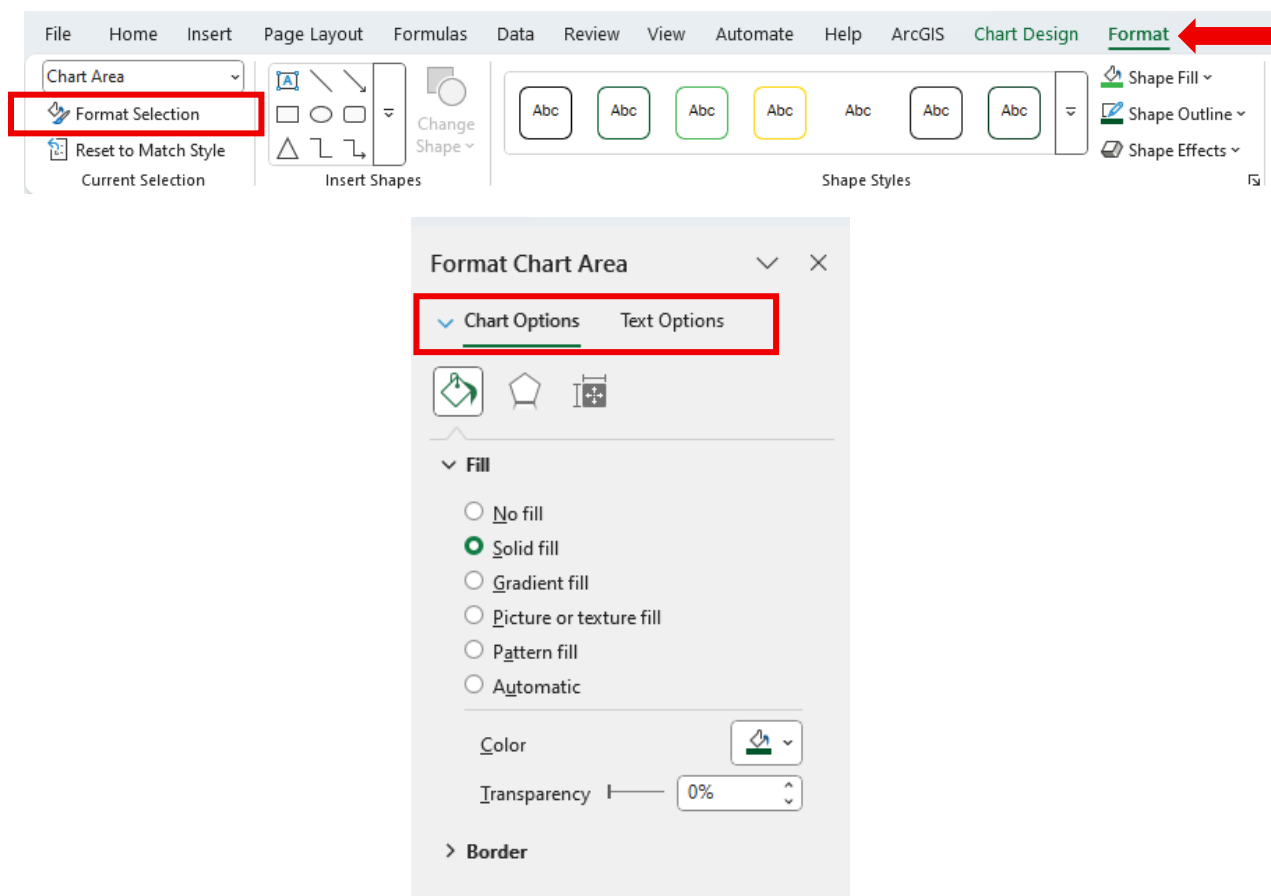 File Home Insert Page Layout Formulas Data Review View Automate Help ArcGIS Chart Design Format
Chart Area
Format Selection
Reset to Match Style
Current Selection
Change
Shape
Insert Shapes
Abc Abc Abc Abc Abc Abc Abc
Shape Styles
Shape Fill
Shape Outline
Shape Effects
Format Chart Area
Chart Options Text Options
Fill
No fill
Solid fill
Gradient fill
Picture or texture fill
Pattern fill
Automatic
Color
Transparency 0%
Border